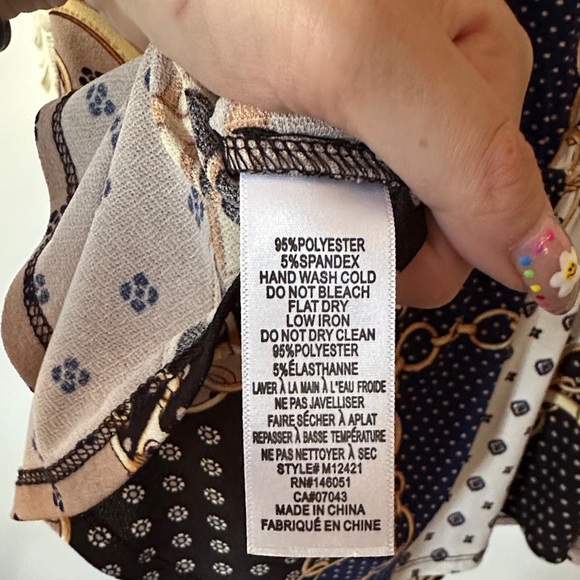 95%POLYESTER
5%SPANDEX
HAND WASH COLD
DO NOT BLEACH
FLAT DRY
LOW IRON
DO NOT DRY CLEAN
95%POLYESTER
5%ÉLASTHANNE
LAVER À LA MAIN À L'EAU FROIDE
NE PAS JAVELLISER
FAIRE SÉCHER À APLAT
REPASSER À BASSE TEMPÉRATURE
NE PAS NETTOYER À SEC
STYLE# M12421
RN#146051
CA#07043
MADE IN CHINA
FABRIQUÉ EN CHINE